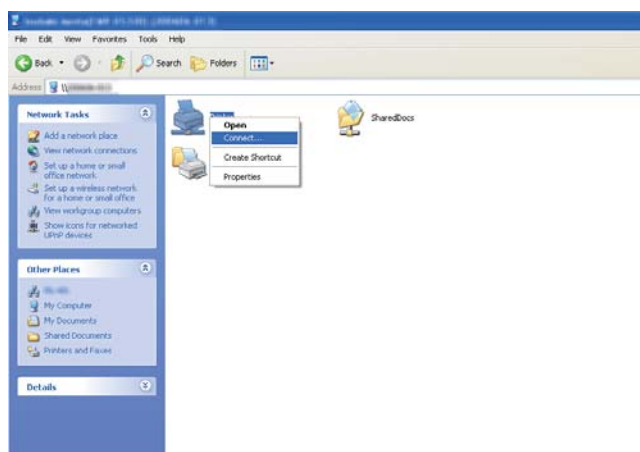 File Edit View Favorites Tools Help
Back Search Folders
Address \\
Network Tasks
Add a network place
View network connections
Set up a home or small
office network
Set up a wireless network
for a home or small office
View workgroup computers
Show icons for networked
UPnP devices
Other Places
My Computer
My Documents
Shared Documents
Printers and Faxes
Details
Open
Connect...
Create Shortcut
Properties
SharedDocs